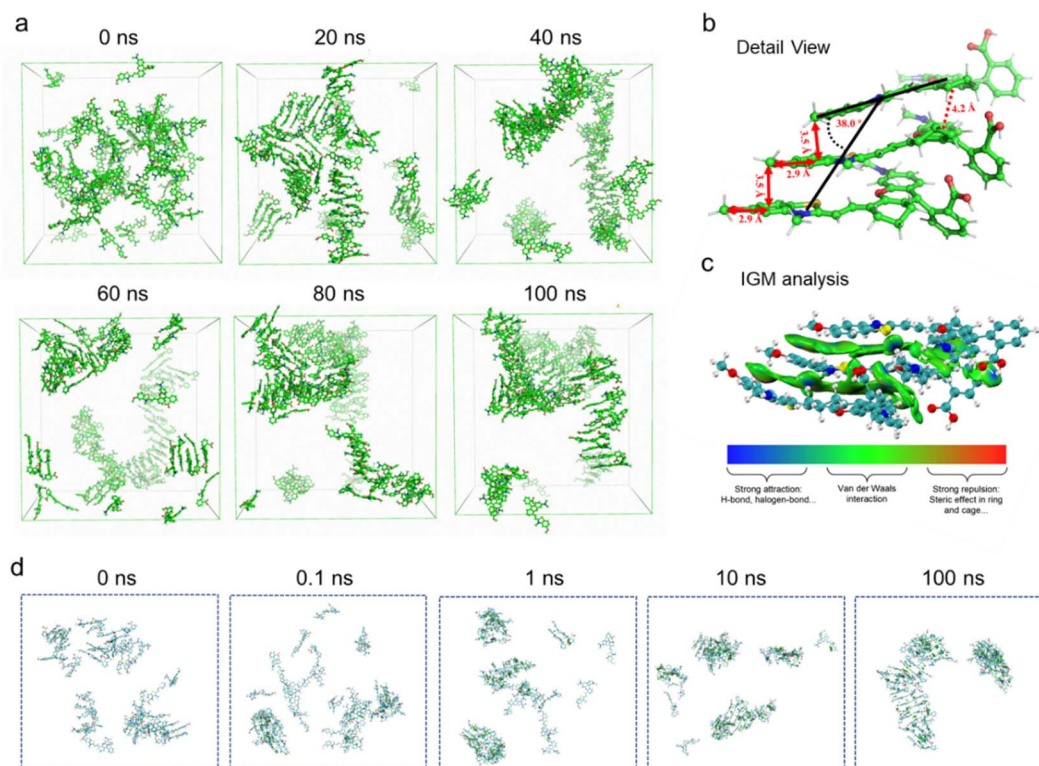 a
0 ns
20 ns
40 ns
60 ns
80 ns
100 ns
b
Detail View
38.0 °
4.2 Å
3.5 Å
2.9 Å
3.5 Å
2.9 Å
c
IGM analysis
Strong attraction:
H-bond, halogen-bond...
Van der Waals
interaction
Strong repulsion:
Steric effect in ring
and cage...
d
0 ns
0.1 ns
1 ns
10 ns
100 ns